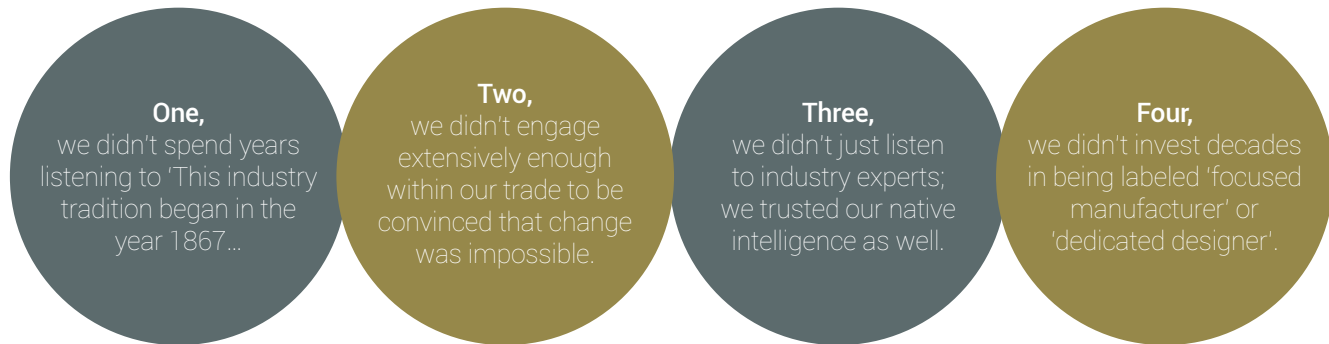 One,
we didn't spend years
listening to 'This industry
tradition began in the
year 1867...
Two,
we didn't engage
extensively enough
within our trade to be
convinced that change
was impossible.
Three,
we didn't just listen
to industry experts;
we trusted our native
intelligence as well.
Four,
we didn't invest decades
in being labeled 'focused
manufacturer' or
'dedicated designer'.